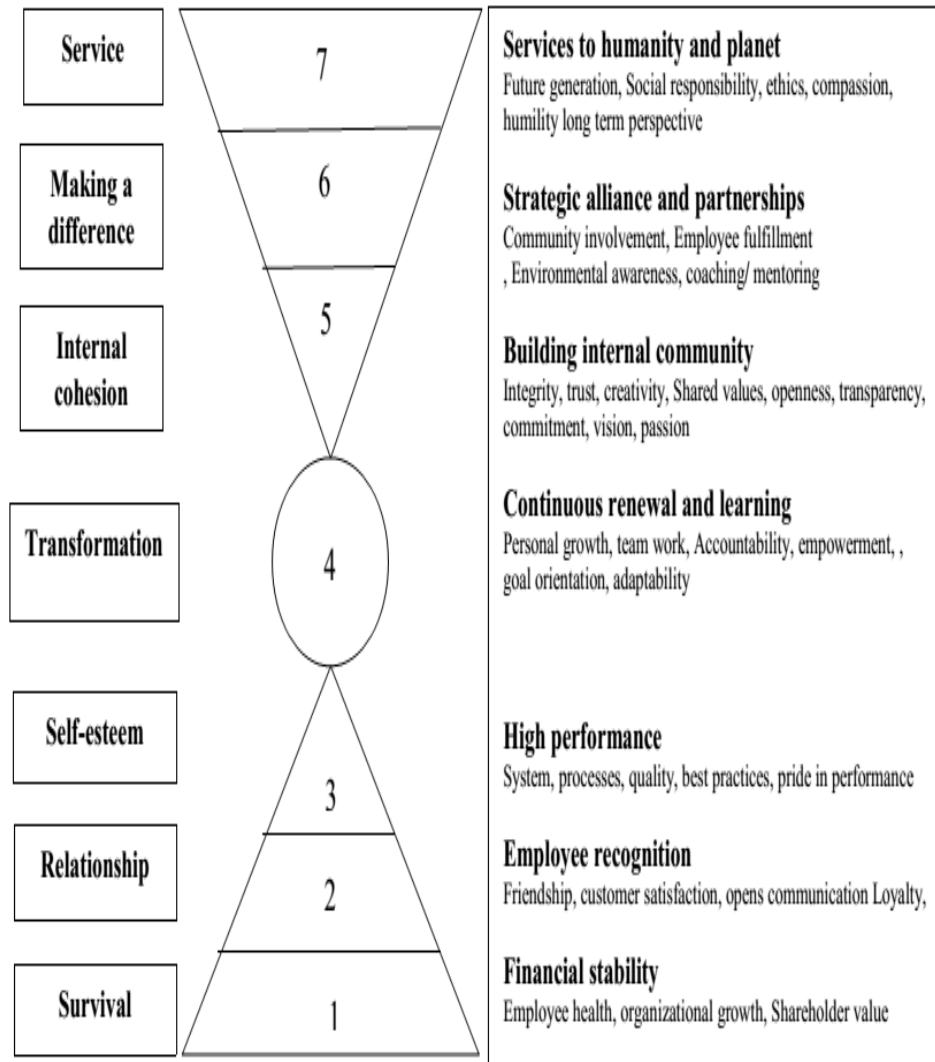 Service
7
Services to humanity and planet
Future generation, Social responsibility, ethics, compassion,
humility long term perspective
Making a
difference
6
Strategic alliance and partnerships
Community involvement, Employee fulfillment
, Environmental awareness, coaching/ mentoring
Internal
cohesion
5
Building internal community
Integrity, trust, creativity, Shared values, openness, transparency,
commitment, vision, passion
Transformation
4
Continuous renewal and learning
Personal growth, team work, Accountability, empowerment, ,
goal orientation, adaptability
Self-esteem
3
High performance
System, processes, quality, best practices, pride in performance
Relationship
2
Employee recognition
Friendship, customer satisfaction, opens communication Loyalty,
Survival
1
Financial stability
Employee health, organizational growth, Shareholder value